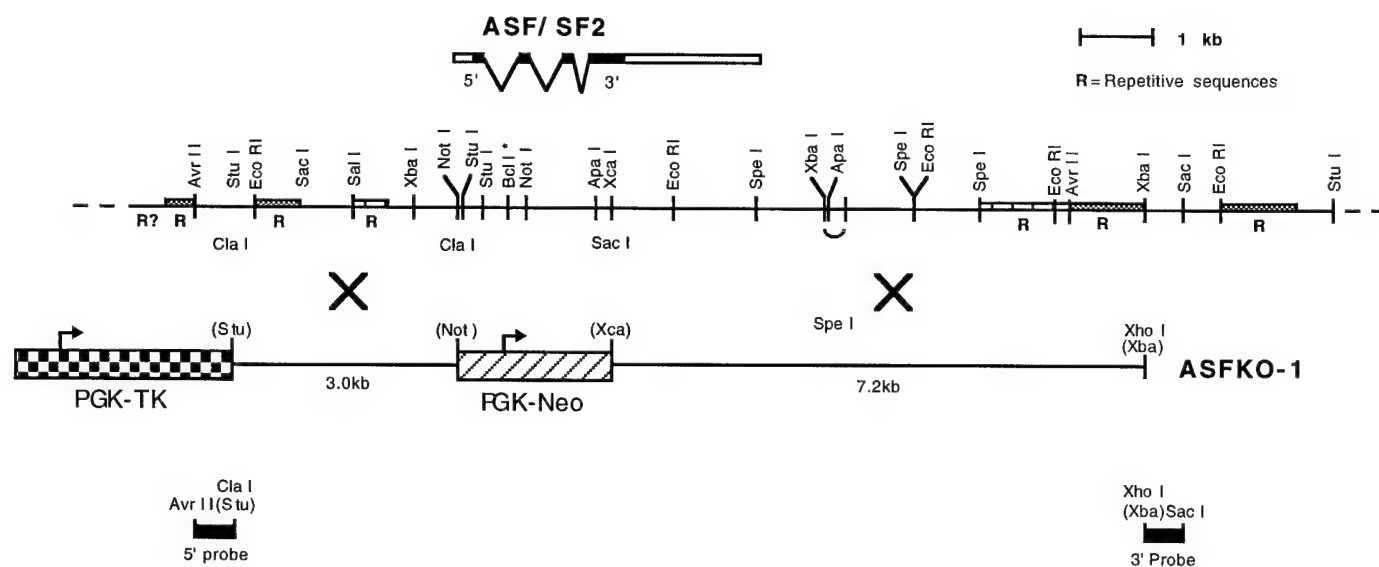 ASF/ SF2
5'
3'
1 kb
R = Repetitive sequences
Avr II
Stu I
Eco RI
Sac I
Sal I
Xba I
Not I
Stu I
Stu I
Bcl I *
Not I
Apa I
Xca I
Eco RI
Spe I
Xba I
Apa I
Spe I
Eco RI
Spe I
Eco RI
Avr II
Xba I
Sac I
Eco RI
Stu I
R?
R
R
R
R
R
R
Cla I
Cla I
Sac I
(Stu)
(Not )
(Xca)
Spe I
Xho I
(Xba)
ASFKO-1
3.0kb
7.2kb
PGK-TK
PGK-Neo
Cla I
Avr II(Stu)
5' probe
Xho I
(Xba)Sac I
3' Probe